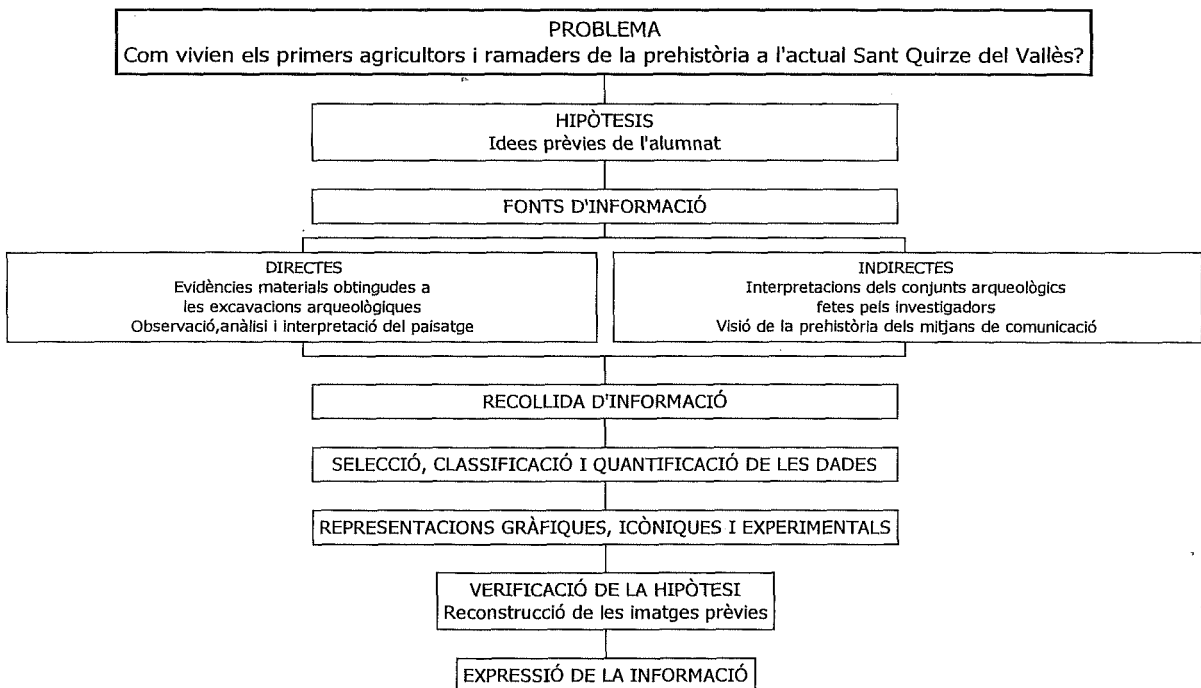 PROBLEMA
Com vivien els primers agricultors i ramaders de la prehistòria a l'actual Sant Quirze del Vallès?
HIPÒTESIS
Idees prèvies de l'alumnat
FONTS D'INFORMACIÓ
DIRECTES
Evidències materials obtingudes a
les excavacions arqueològiques
Observació,anàlisi i interpretació del paisatge
INDIRECTES
Interpretacions dels conjunts arqueològics
fetes pels investigadors
Visió de la prehistòria dels mitjans de comunicació
RECOLLIDA D'INFORMACIÓ
SELECCIÓ, CLASSIFICACIÓ I QUANTIFICACIÓ DE LES DADES
REPRESENTACIONS GRÀFIQUES, ICÒNIQUES I EXPERIMENTALS
VERIFICACIÓ DE LA HIPÒTESI
Reconstrucció de les imatges prèvies
EXPRESSIÓ DE LA INFORMACIÓ